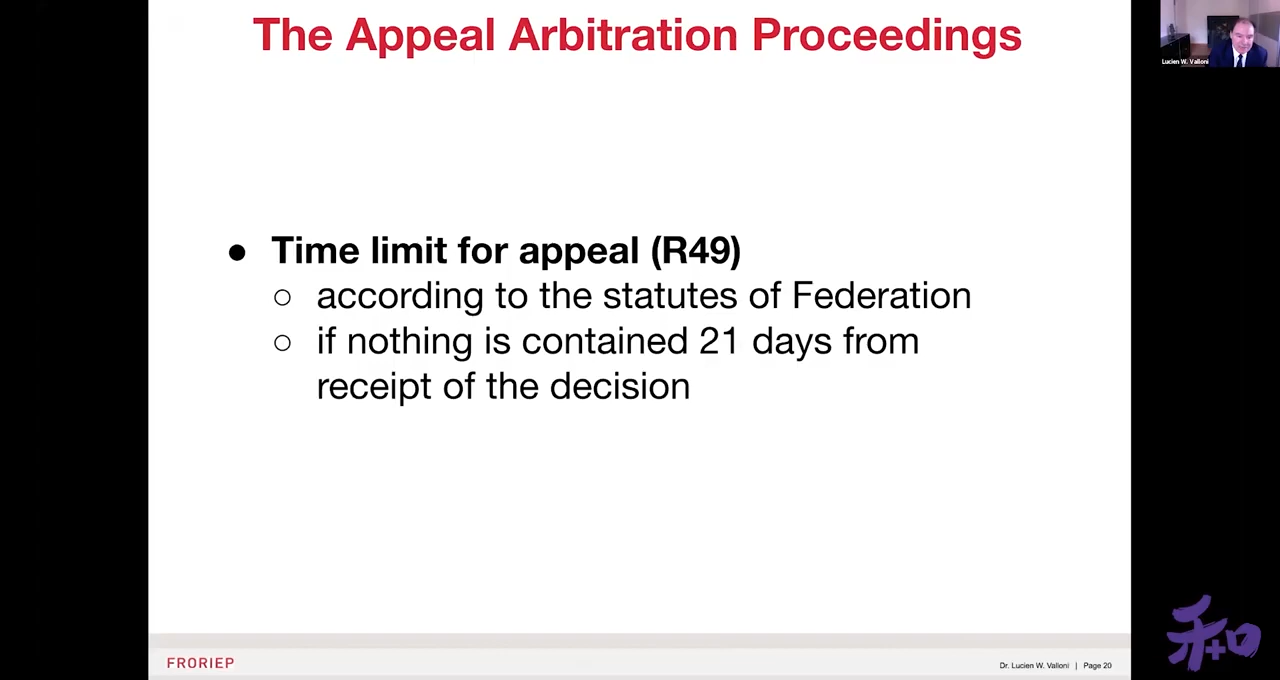 The Appeal Arbitration Proceedings
Lucien W. Valloni
● Time limit for appeal (R49)
○ according to the statutes of Federation
○ if nothing is contained 21 days from
receipt of the decision
FRORIEP
Dr. Lucien W. Valloni | Page 20
和